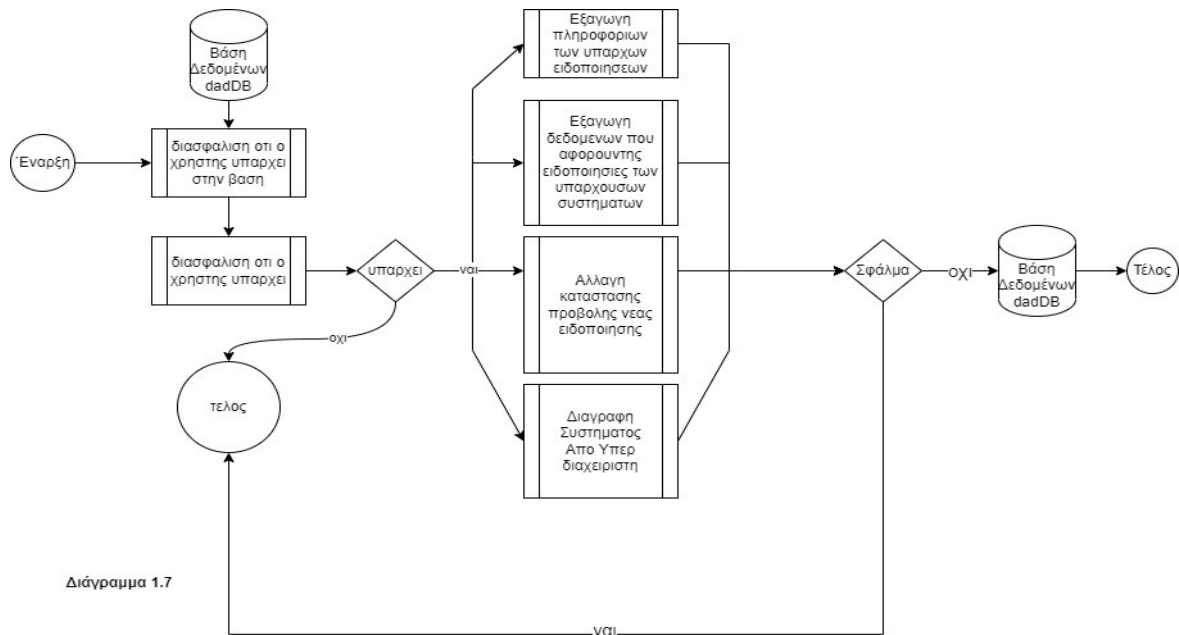 Βάση
Δεδομένων
dadDB
Έναρξη
διασφαλιση οτι ο
χρηστης υπαρχει
στην βαση
διασφαλιση οτι ο
χρηστης υπαρχει
υπαρχει
ναι
οχι
τελος
Εξαγωγη
πληροφοριων
των υπαρχων
ειδοποιησεων
Εξαγωγη
δεδομενων που
αφορουντης
ειδοποιησιες των
υπαρχουσων
συστηματων
Αλλαγη
καταστασης
προβολης νεας
ειδοποιησης
Διαγραφη
Συστηματος
Απο Υπερ
διαχειριστη
Σφάλμα
οχι
Βάση
Δεδομένων
dadDB
Τέλος
Διάγραμμα 1.7
ναι